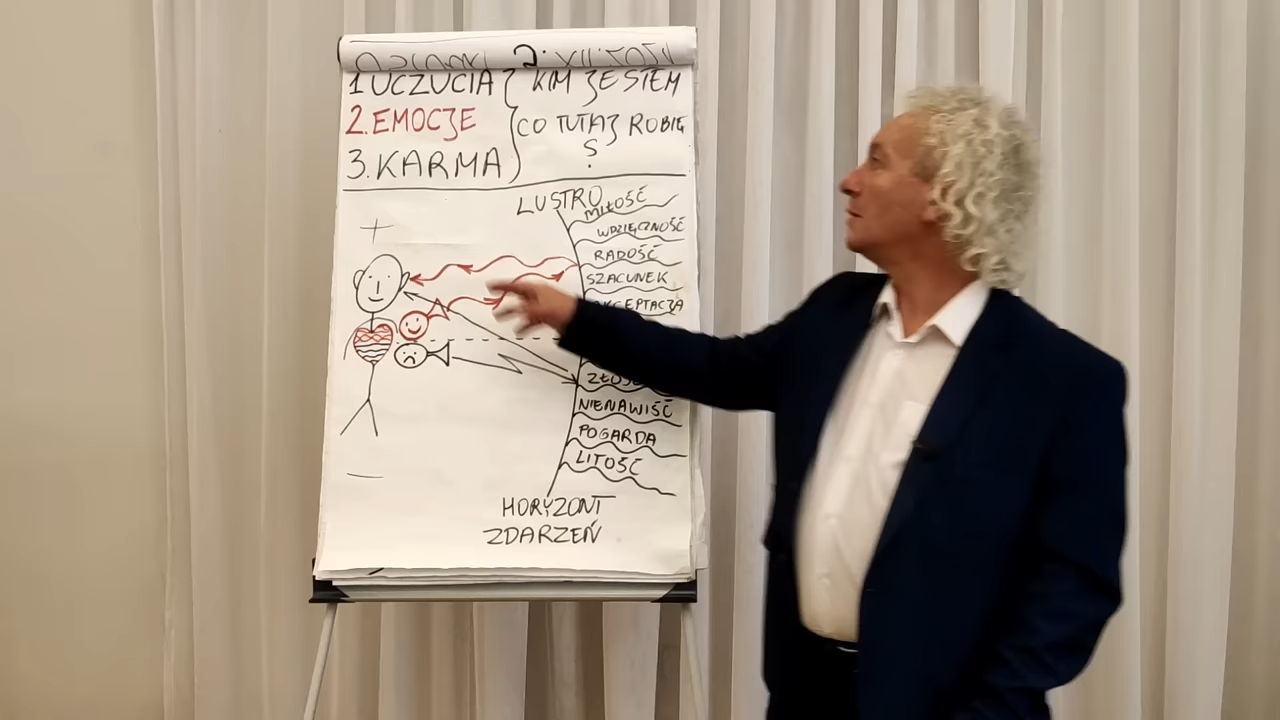 1 UCZUCIA
2. EMOCJE
3. KARMA
KIM JESTEM
CO TUTAJ ROBIĘ
?
LUSTRO
MIŁOŚĆ
WDZIĘCZNOŚĆ
RADOŚĆ
SZACUNEK
AKCEPTACJA
ZŁOŚĆ
NIENAWIŚĆ
POGARDA
LITOŚĆ
HORYZONT
ZDARZEŃ